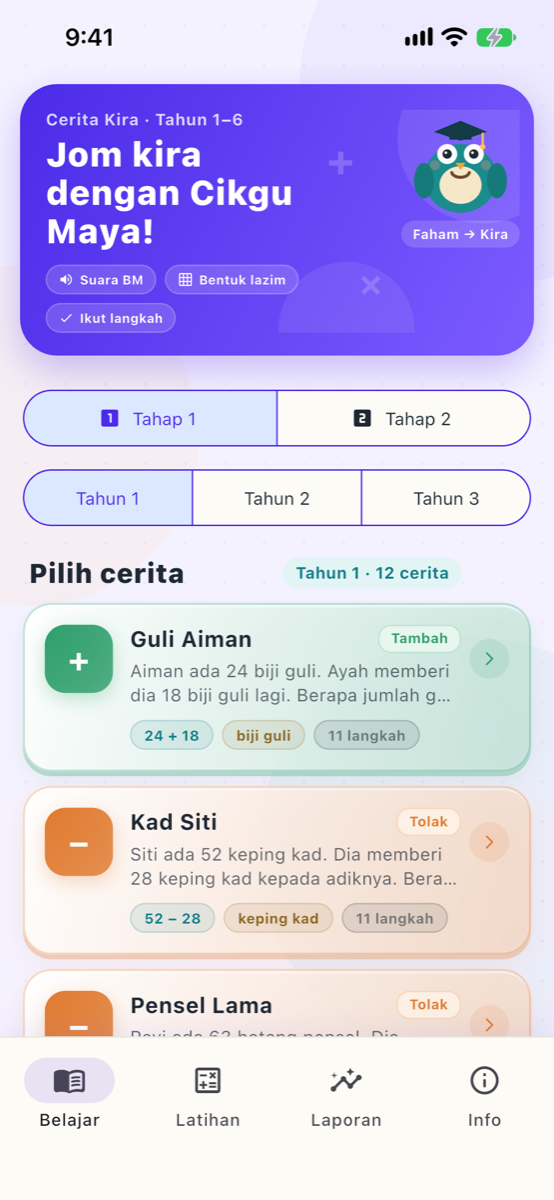 9:41
Cerita Kira · Tahun 1–6
Jom kira
dengan Cikgu
Maya!
Faham → Kira
Suara BM
Bentuk lazim
Ikut langkah
1 Tahap 1
2 Tahap 2
Tahun 1
Tahun 2
Tahun 3
Pilih cerita
Tahun 1 · 12 cerita
+
Guli Aiman
Tambah
Aiman ada 24 biji guli. Ayah memberi
dia 18 biji guli lagi. Berapa jumlah g...
24 + 18
biji guli
11 langkah
−
Kad Siti
Tolak
Siti ada 52 keping kad. Dia memberi
28 keping kad kepada adiknya. Bera...
52 − 28
keping kad
11 langkah
−
Pensel Lama
Tolak
Belajar
Latihan
Laporan
Info